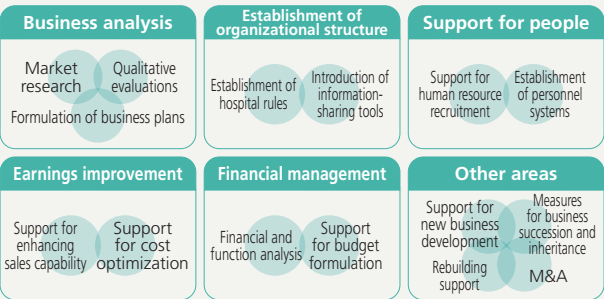 Business analysis
Market
research
Qualitative
evaluations
Formulation of business plans
Establishment of
organizational structure
Establishment of
hospital rules
Introduction of
information-
sharing tools
Support for people
Support for
human resource
recruitment
Establishment
of personnel
systems
Earnings improvement
Support for
enhancing
sales capability
Support
for cost
optimization
Financial management
Financial and
function analysis
Support
for budget
formulation
Other areas
Support for
new business
development
Measures
for business
succession and
inheritance
Rebuilding
support
M&A